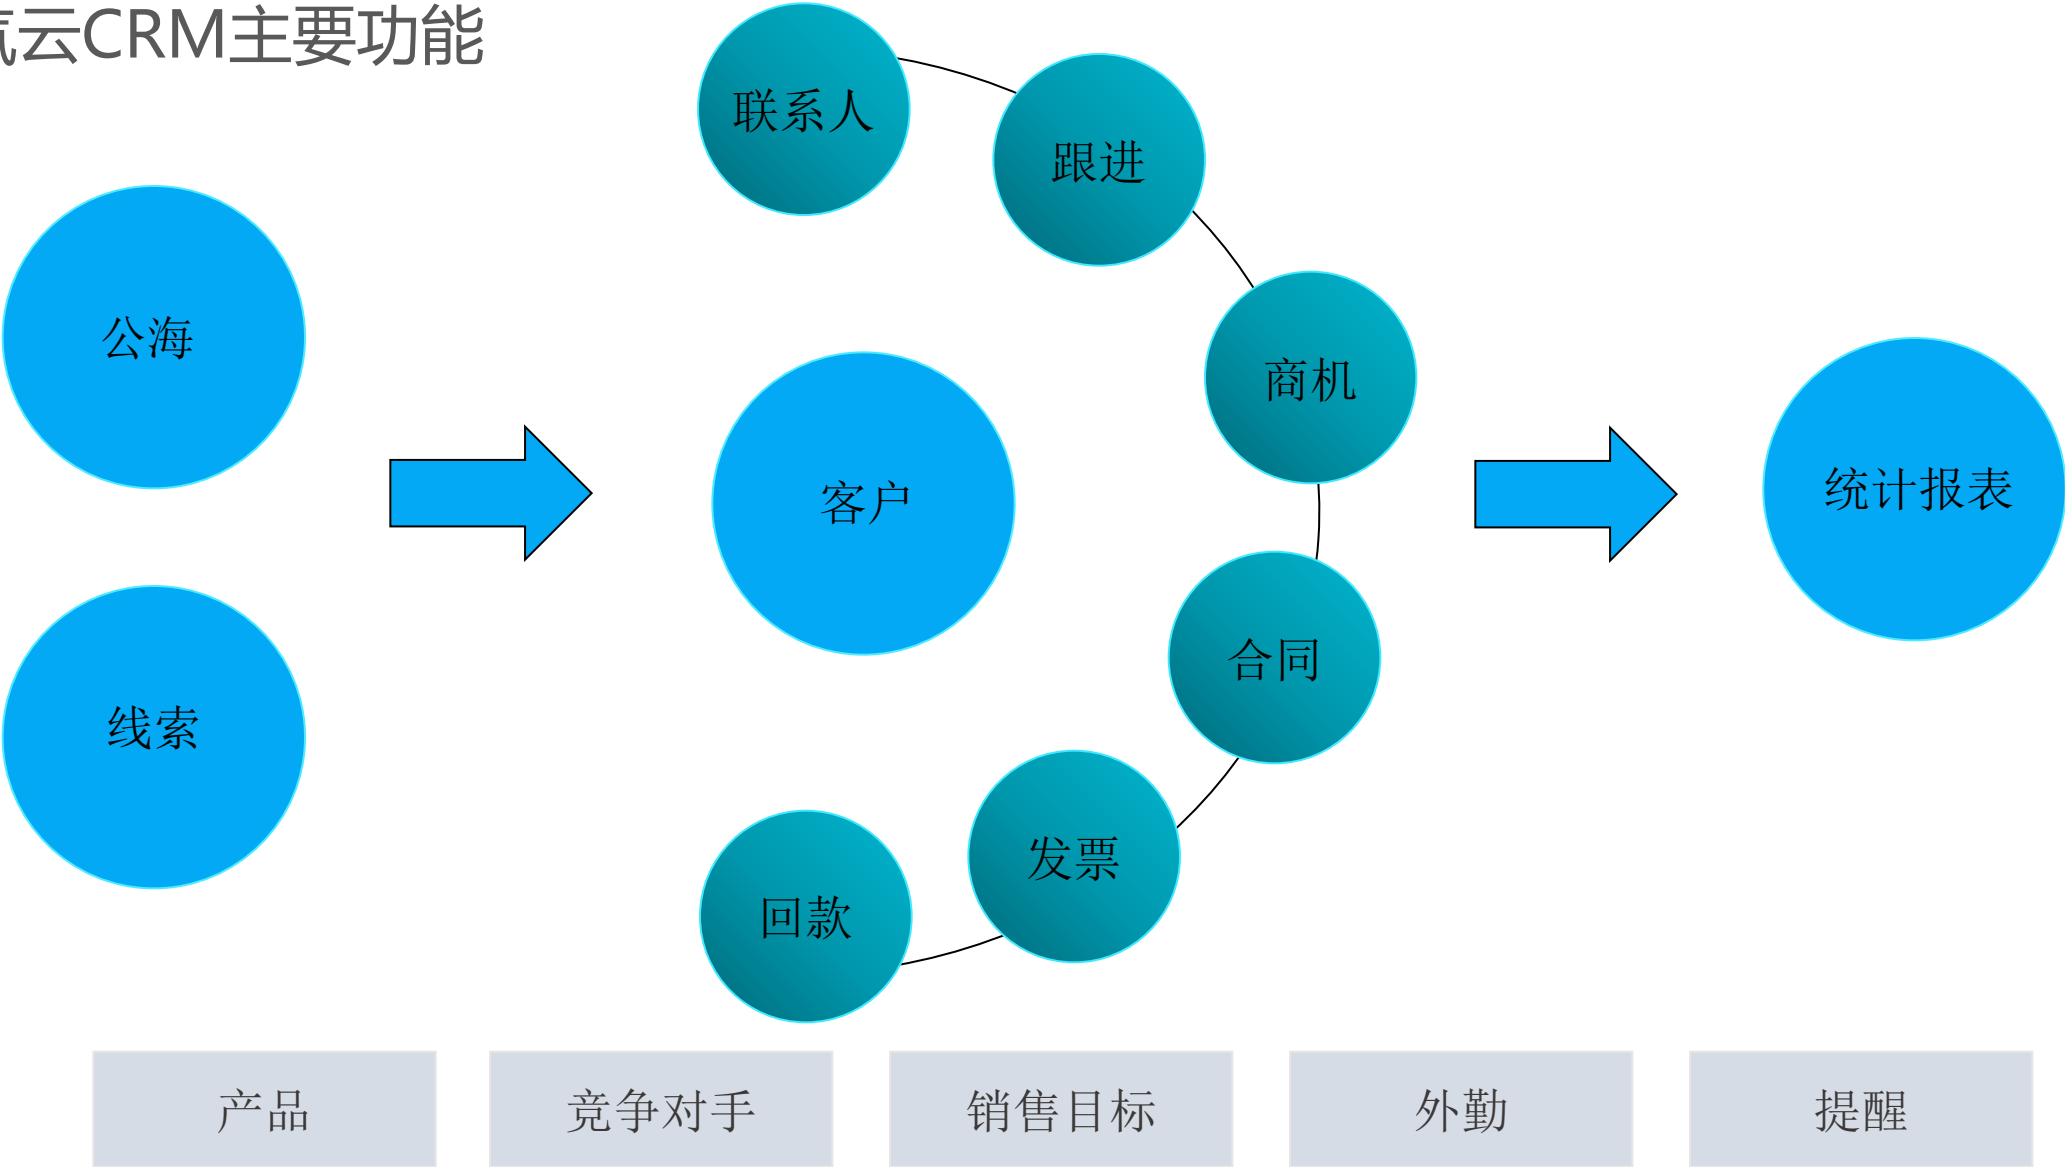 云CRM主要功能
联系人
跟进
公海
商机
客户
统计报表
合同
线索
发票
回款
产品
竞争对手
销售目标
外勤
提醒